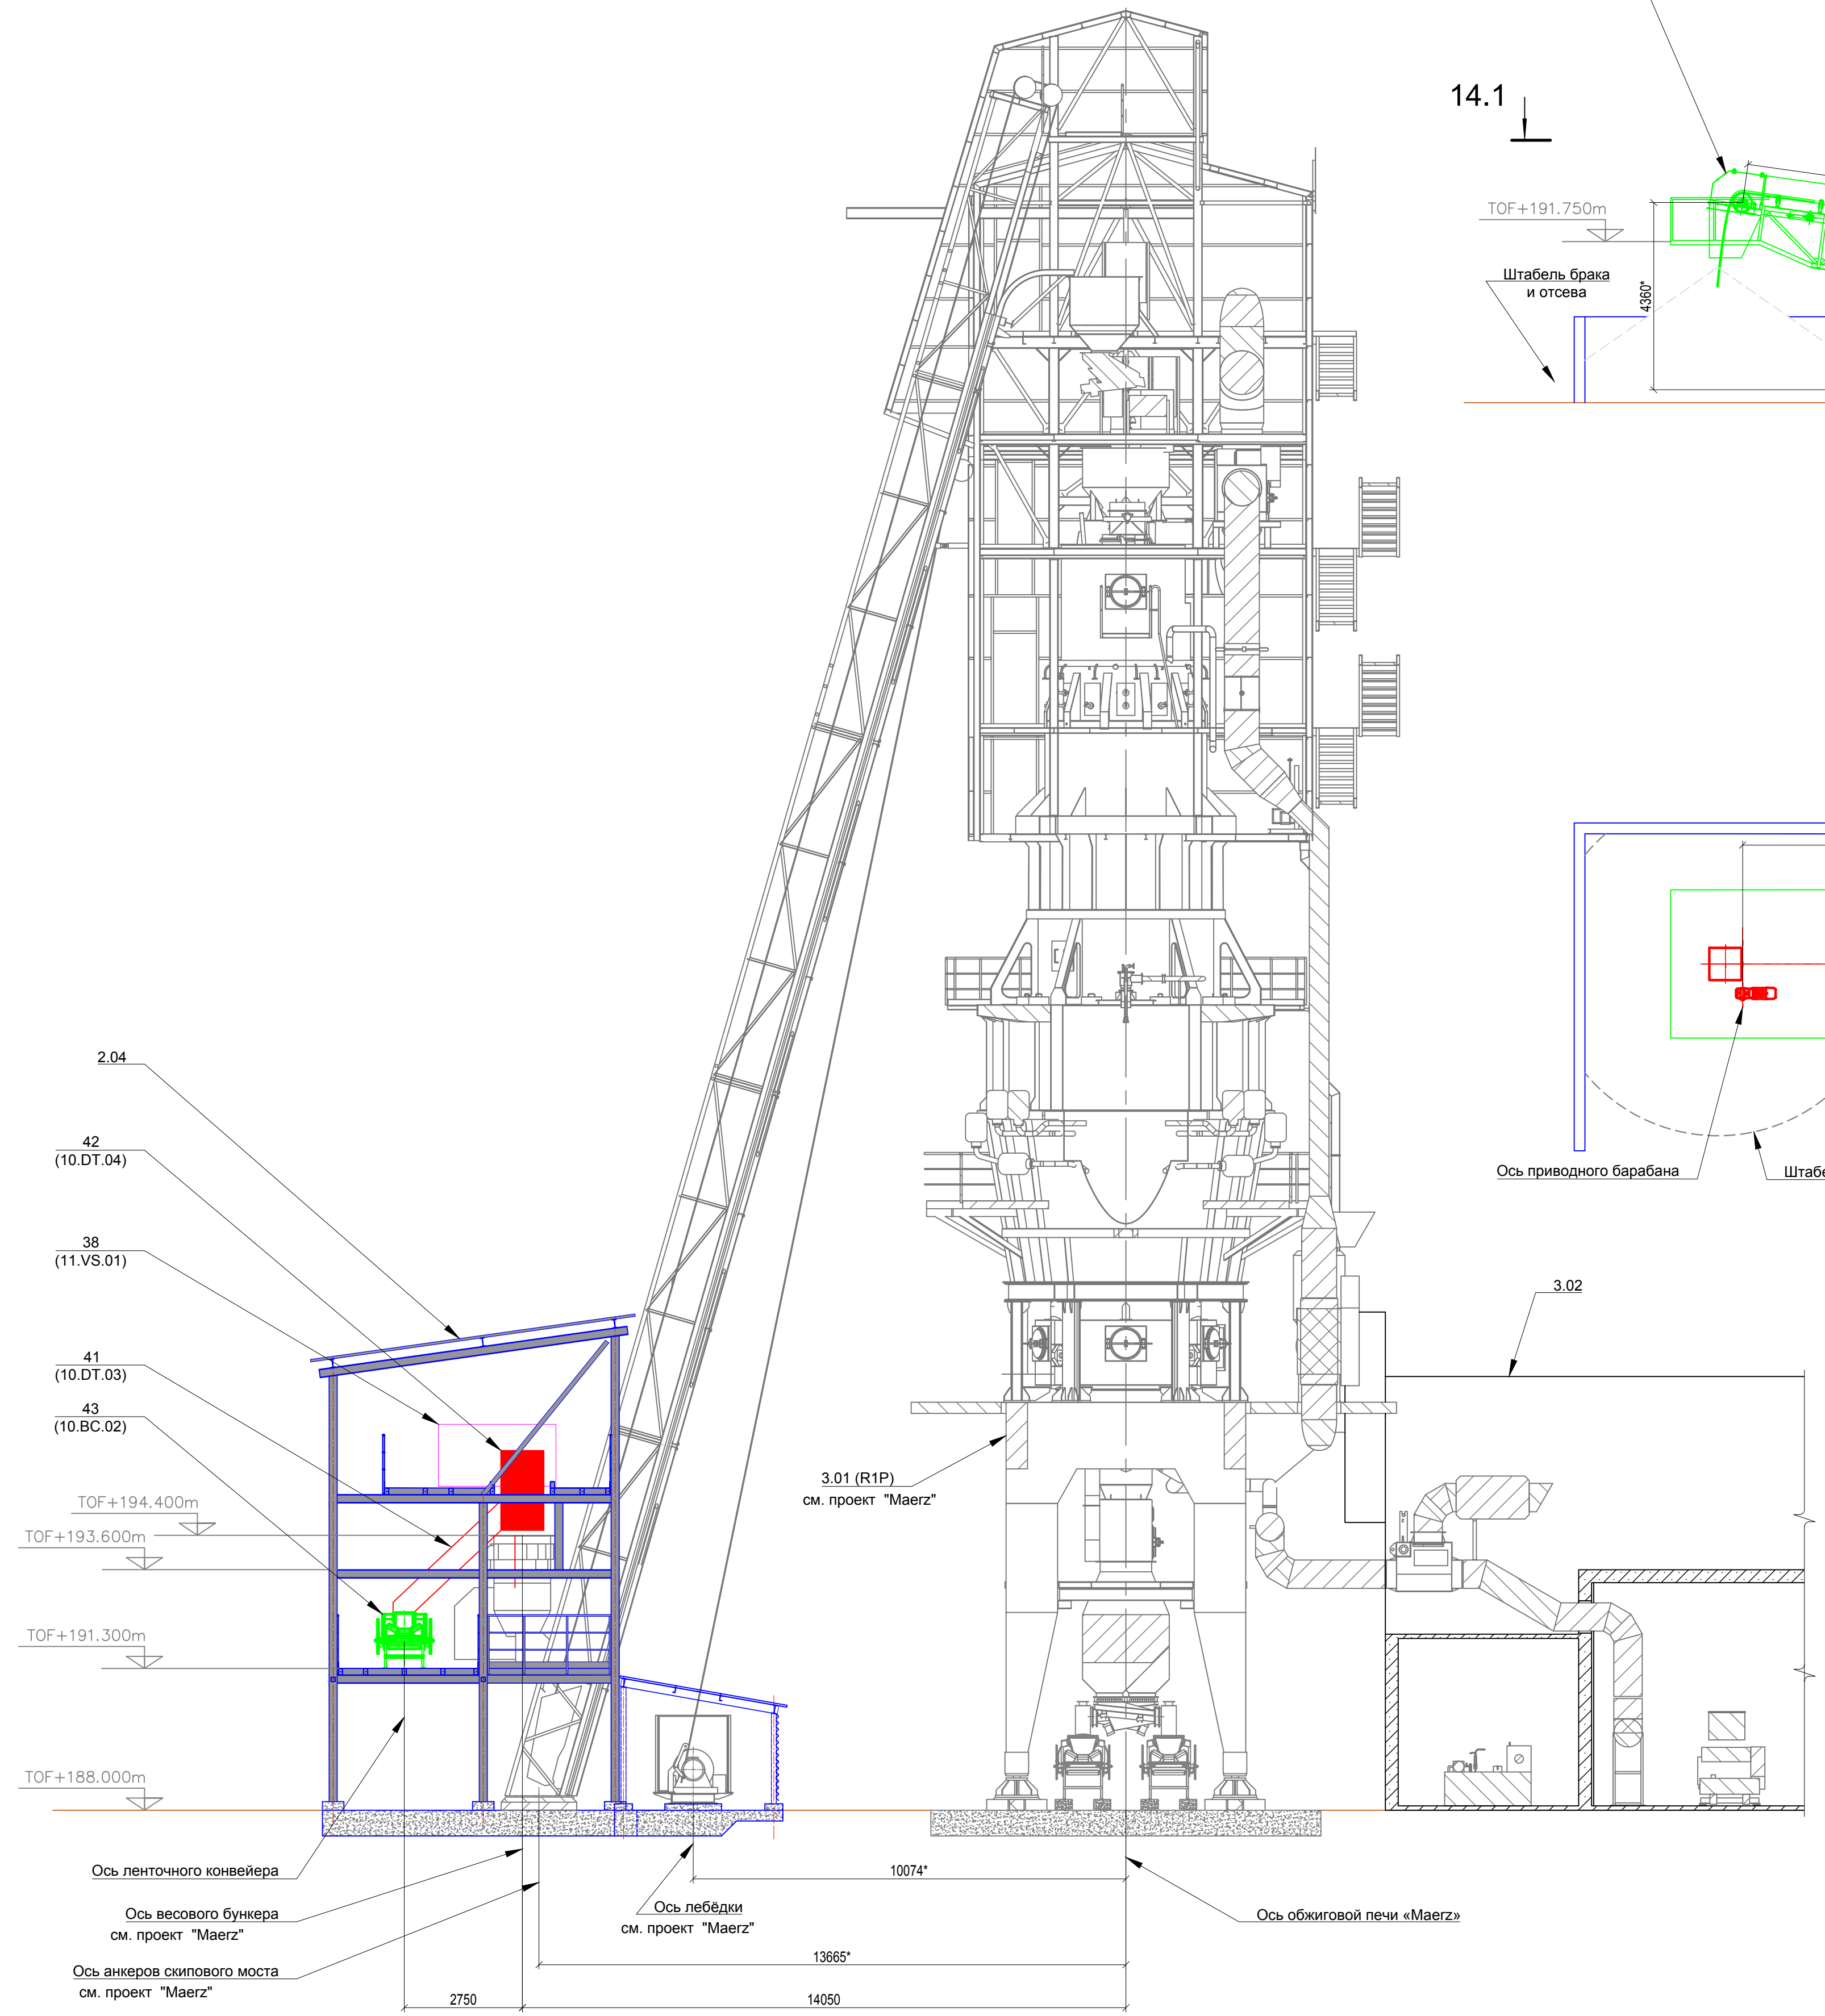 14.1
TOF+191.750m
Штабель брака
и отсева
4360*
2.04
42
(10.DT.04)
38
(11.VS.01)
41
(10.DT.03)
43
(10.BC.02)
TOF+194.400m
TOF+193.600m
TOF+191.300m
TOF+188.000m
3.01 (R1P)
см. проект "Maerz"
3.02
Ось приводного барабана
Штабе
Ось ленточного конвейера
Ось весового бункера
см. проект "Maerz"
Ось анкеров скипового моста
см. проект "Maerz"
Ось лебёдки
см. проект "Maerz"
Ось обжиговой печи «Maerz»
10074*
13665*
2750
14050